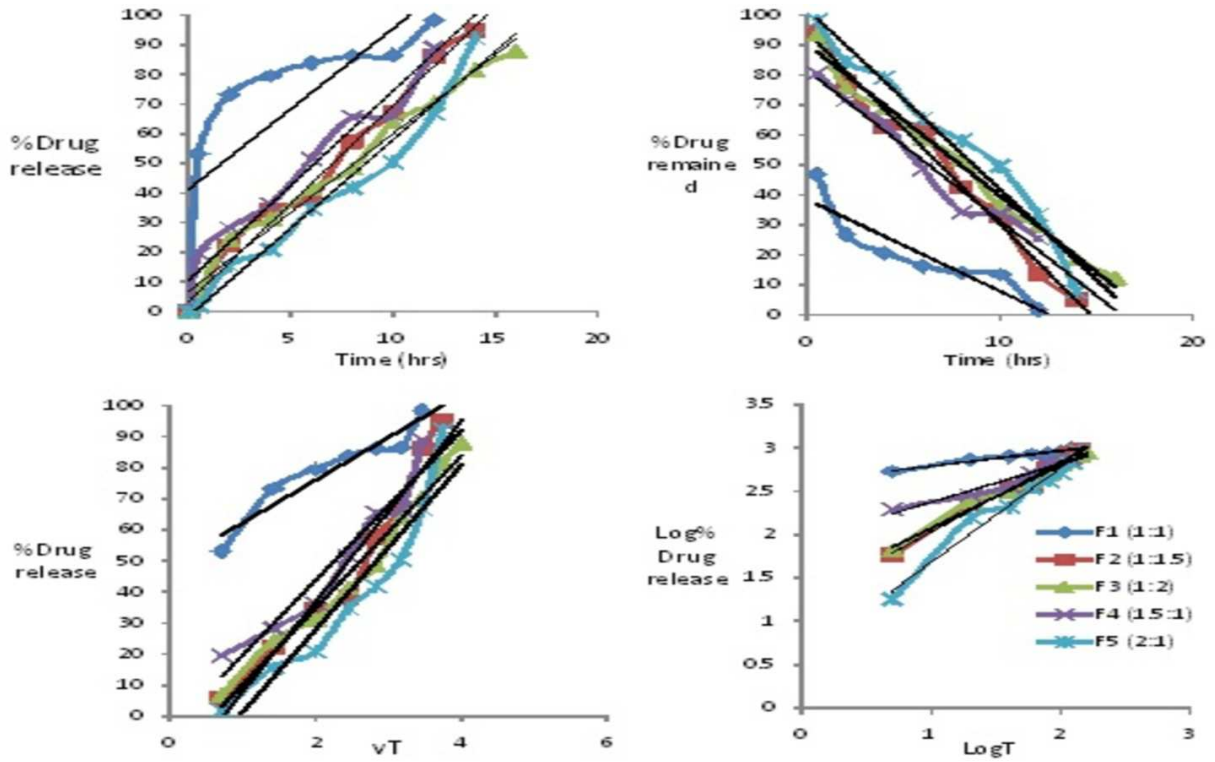 100
90
80
70
60
50
40
30
20
10
0
%Drug
release
0 5 10 15 20
Time (hrs)
100
90
80
70
60
50
40
30
20
10
0
%Drug
remaine
d
0 10 20
Time (hrs)
100
90
80
70
60
50
40
30
20
10
0
%Drug
release
0 2 4 6
vT
3.5
3
2.5
2
1.5
1
0.5
0
Log%
Drug
release
0 1 2 3
LogT
F1 (1:1)
F2 (1:1.5)
F3 (1:2)
F4 (1.5:1)
F5 (2:1)